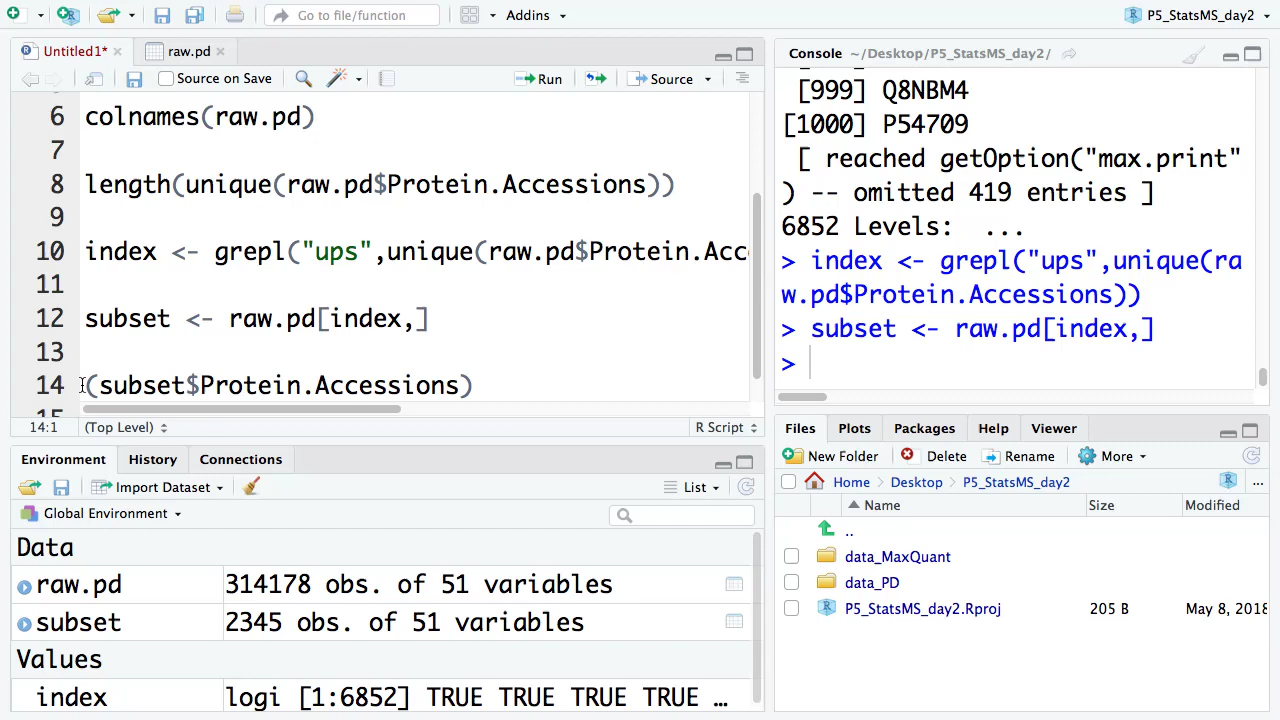 Go to file/function
Addins
P5_StatsMS_day2
Untitled1*
raw.pd
Source on Save
Run
Source
6 colnames(raw.pd)
7
8 length(unique(raw.pd$Protein.Accessions))
9
10 index <- grepl("ups",unique(raw.pd$Protein.Acc
11
12 subset <- raw.pd[index,]
13
14 (subset$Protein.Accessions)
14:1
(Top Level)
R Script
Console ~/Desktop/P5_StatsMS_day2/
[999] Q8NBM4
[1000] P54709
[ reached getOption("max.print"
) -- omitted 419 entries ]
6852 Levels: ...
> index <- grepl("ups",unique(ra
w.pd$Protein.Accessions))
> subset <- raw.pd[index,]
>
Environment
History
Connections
Import Dataset
List
Global Environment
Data
raw.pd 314178 obs. of 51 variables
subset 2345 obs. of 51 variables
Values
index logi [1:6852] TRUE TRUE TRUE TRUE …
Files
Plots
Packages
Help
Viewer
New Folder
Delete
Rename
More
Home
Desktop
P5_StatsMS_day2
...
Name
Size
Modified
..
data_MaxQuant
data_PD
P5_StatsMS_day2.Rproj 205 B May 8, 2018